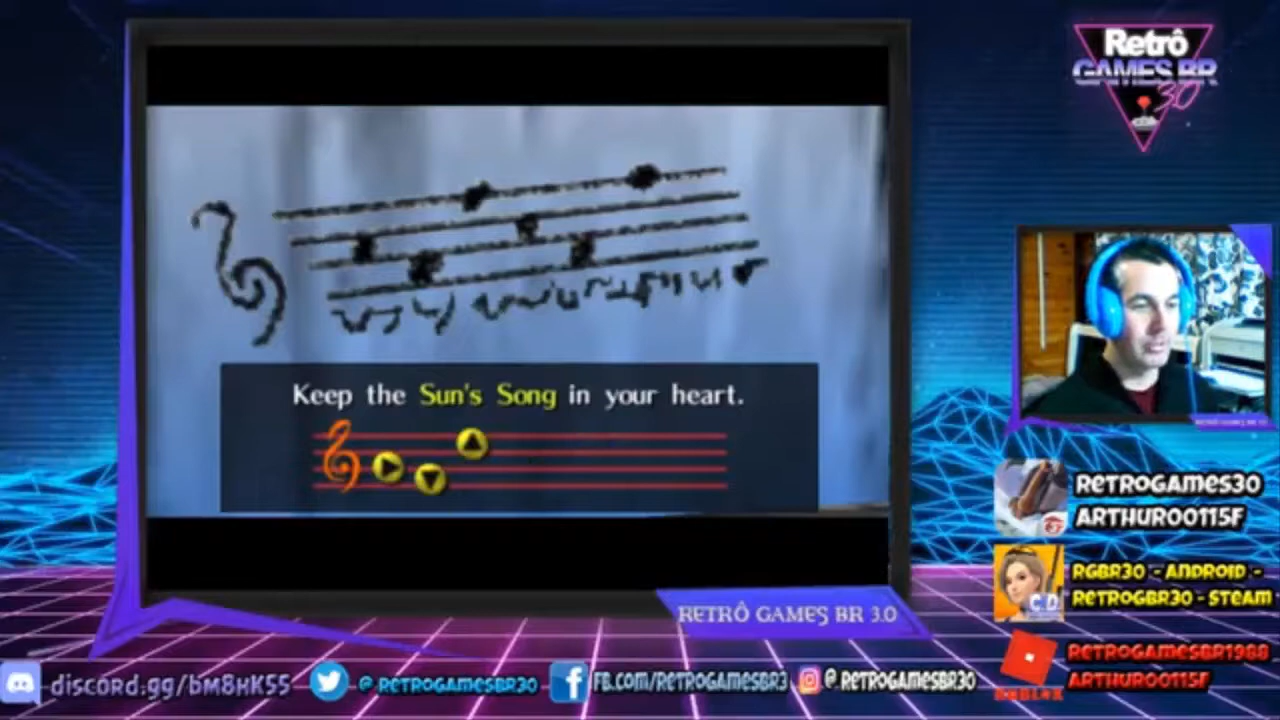 Retrô
GAMES BR
3.0
Keep the Sun's Song in your heart.
RETRÔ GAMES BR 3.0
RETROGAMES30
ARTHUR00115F
C.D
RGBR30 - ANDROID -
RETROGBR30 - STEAM
RETROGAMESBR1988
ARTHUR00115F
ROBLOX
discord.gg/bM8HK55
@RETROGAMESBR30
FB.COM/RETROGAMESBR3
@RETROGAMESBR30